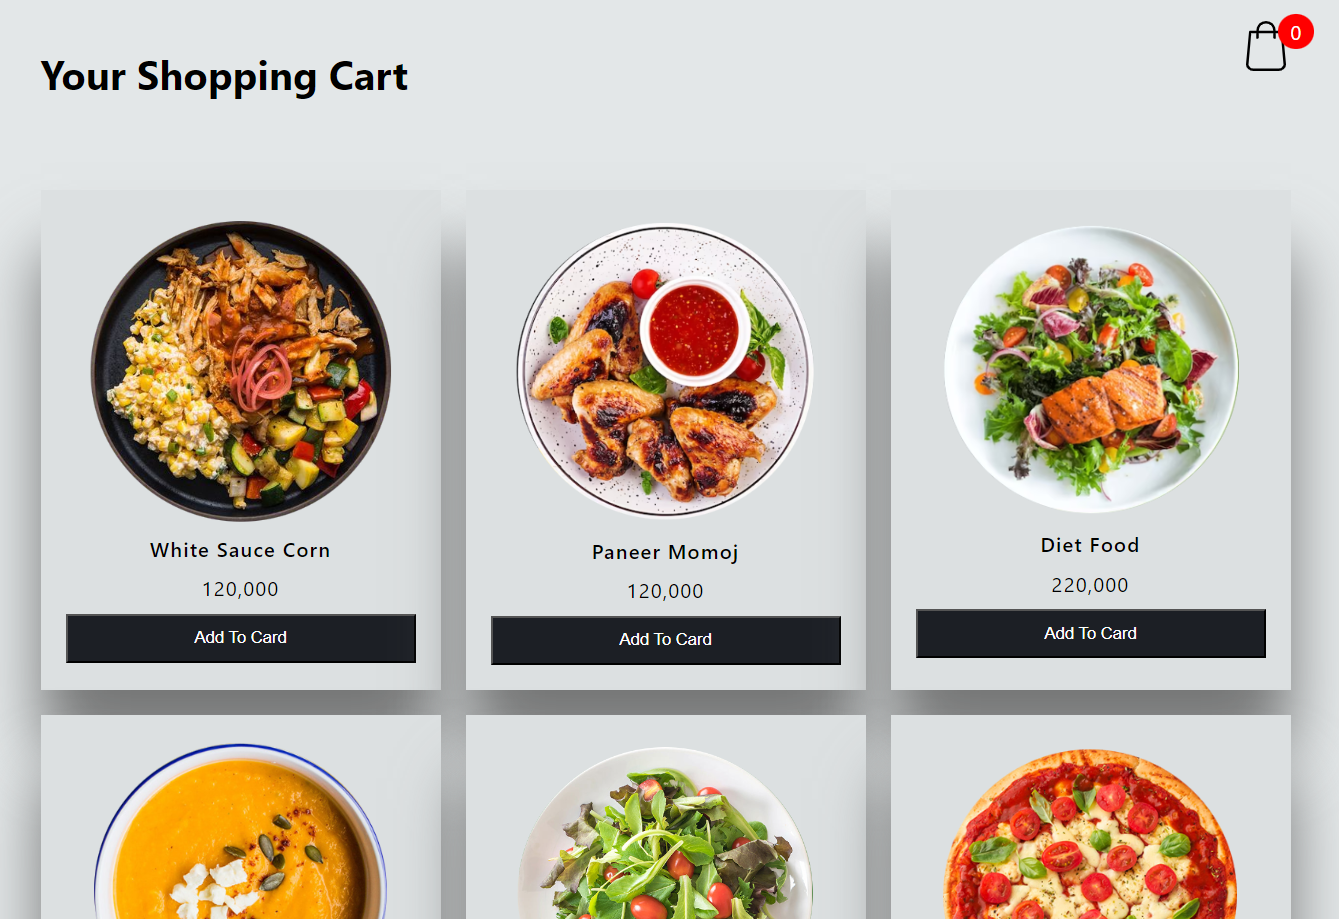 0
Your Shopping Cart
White Sauce Corn
120,000
Add To Card
Paneer Momoj
120,000
Add To Card
Diet Food
220,000
Add To Card